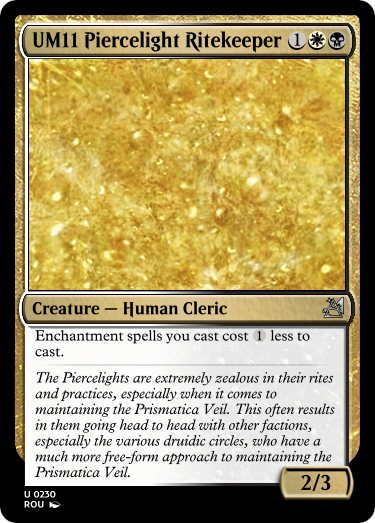 UM11 Piercelight Ritekeeper 1
Creature — Human Cleric
Enchantment spells you cast cost 1 less to
cast.
The Piercelights are extremely zealous in their rites
and practices, especially when it comes to
maintaining the Prismatica Veil. This often results
in them going head to head with other factions,
especially the various druidic circles, who have a
much more free-form approach to maintaining the
Prismatica Veil.
2/3
U 0230
ROU